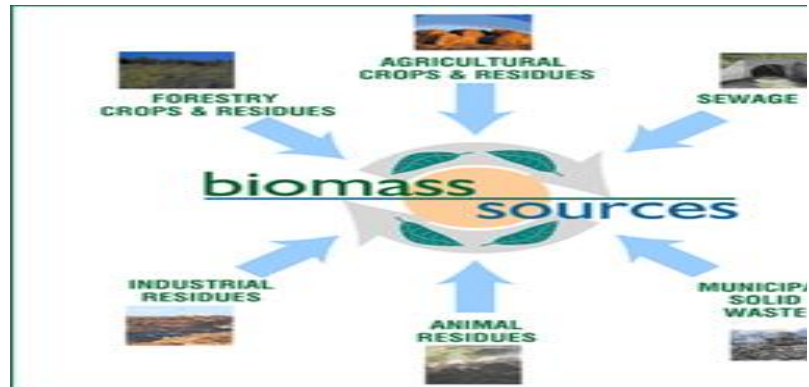 AGRICULTURAL
CROPS & RESIDUES
FORESTRY
CROPS & RESIDUES
SEWAGE
biomass
sources
INDUSTRIAL
RESIDUES
ANIMAL
RESIDUES
MUNICIPA
SOLID
WASTE